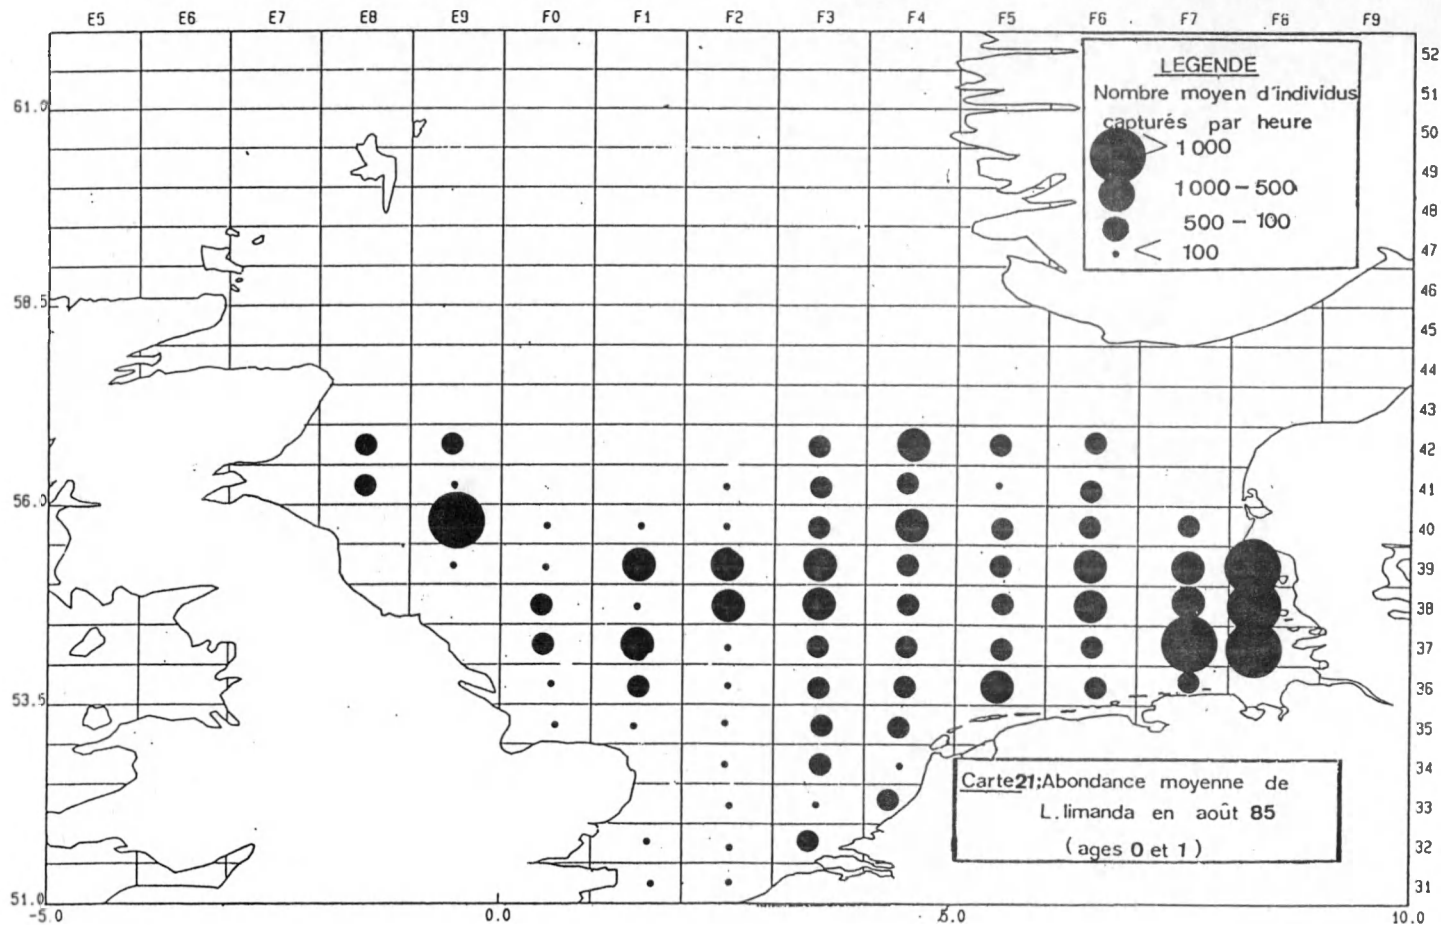 E5 E6 E7 E8 E9 F0 F1 F2 F3 F4 F5 F6 F7 F8 F9
LEGENDE
Nombre moyen d'individus
capturés par heure
> 1000
1000 - 500
500 - 100
< 100
52
51
50
49
48
47
46
45
44
43
42
41
40
39
38
37
36
35
34
33
32
31
61.0
58.5
56.0
53.5
51.0
Carte 21: Abondance moyenne de
L. limanda en août 85
(ages 0 et 1)
-5.0 0.0 5.0 10.0